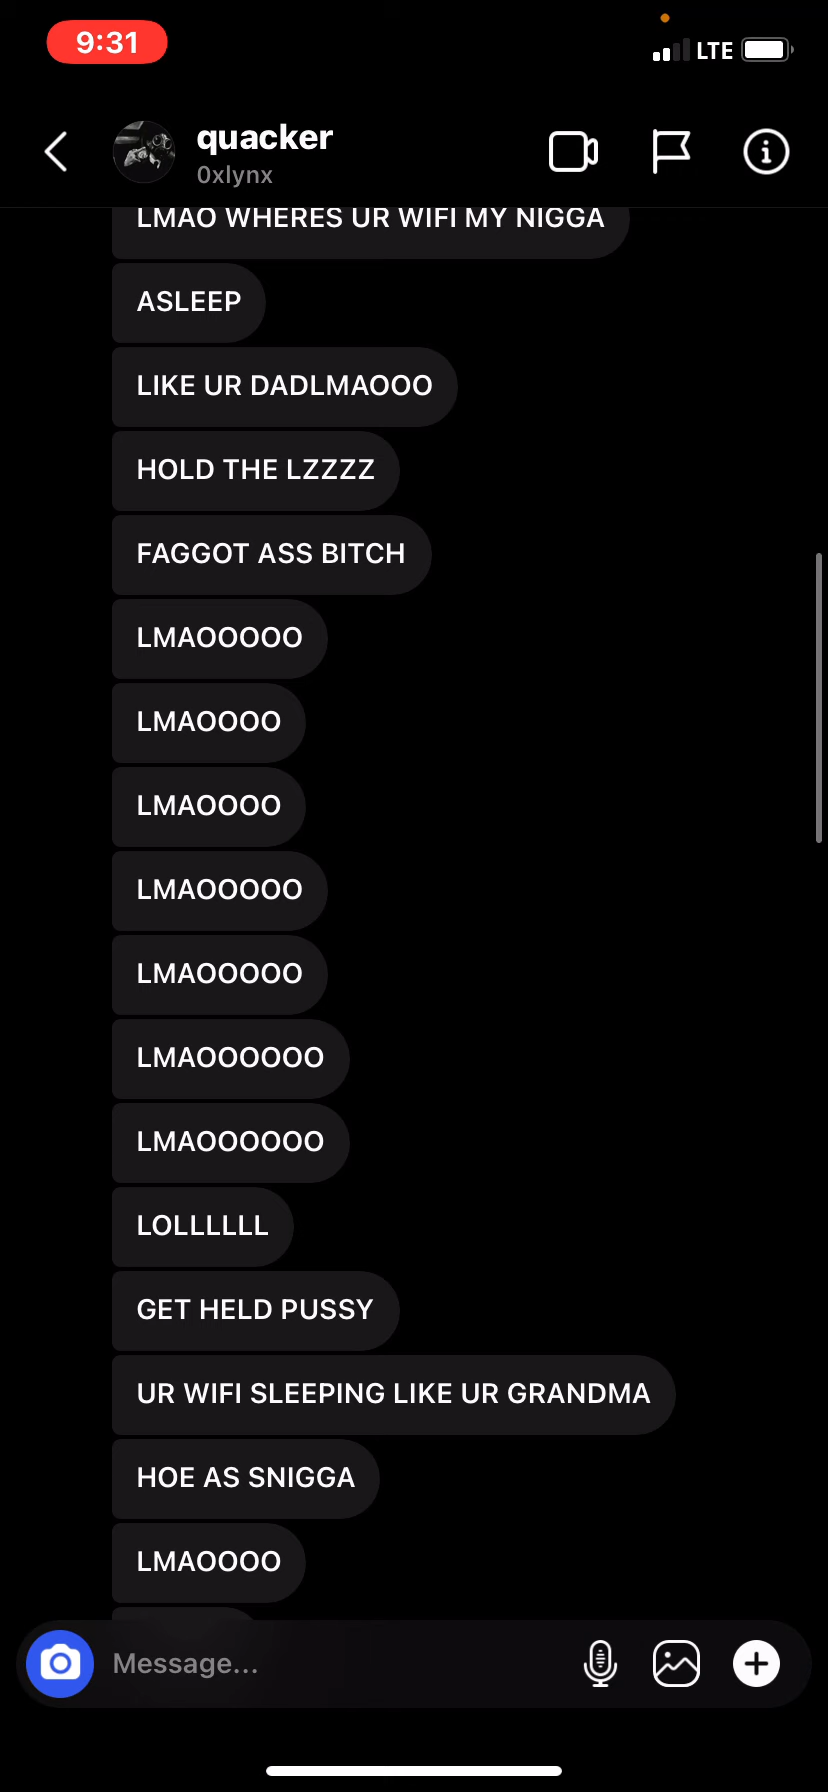 9:31
LTE
quacker
0xlynx
LMAO WHERES UR WIFI MY NIGGA
ASLEEP
LIKE UR DADLMAOOO
HOLD THE LZZZZ
FAGGOT ASS BITCH
LMAOOOOO
LMAOOOO
LMAOOOO
LMAOOOOO
LMAOOOOO
LMAOOOOOO
LMAOOOOOO
LOLLLLLL
GET HELD PUSSY
UR WIFI SLEEPING LIKE UR GRANDMA
HOE AS SNIGGA
LMAOOOO
Message...